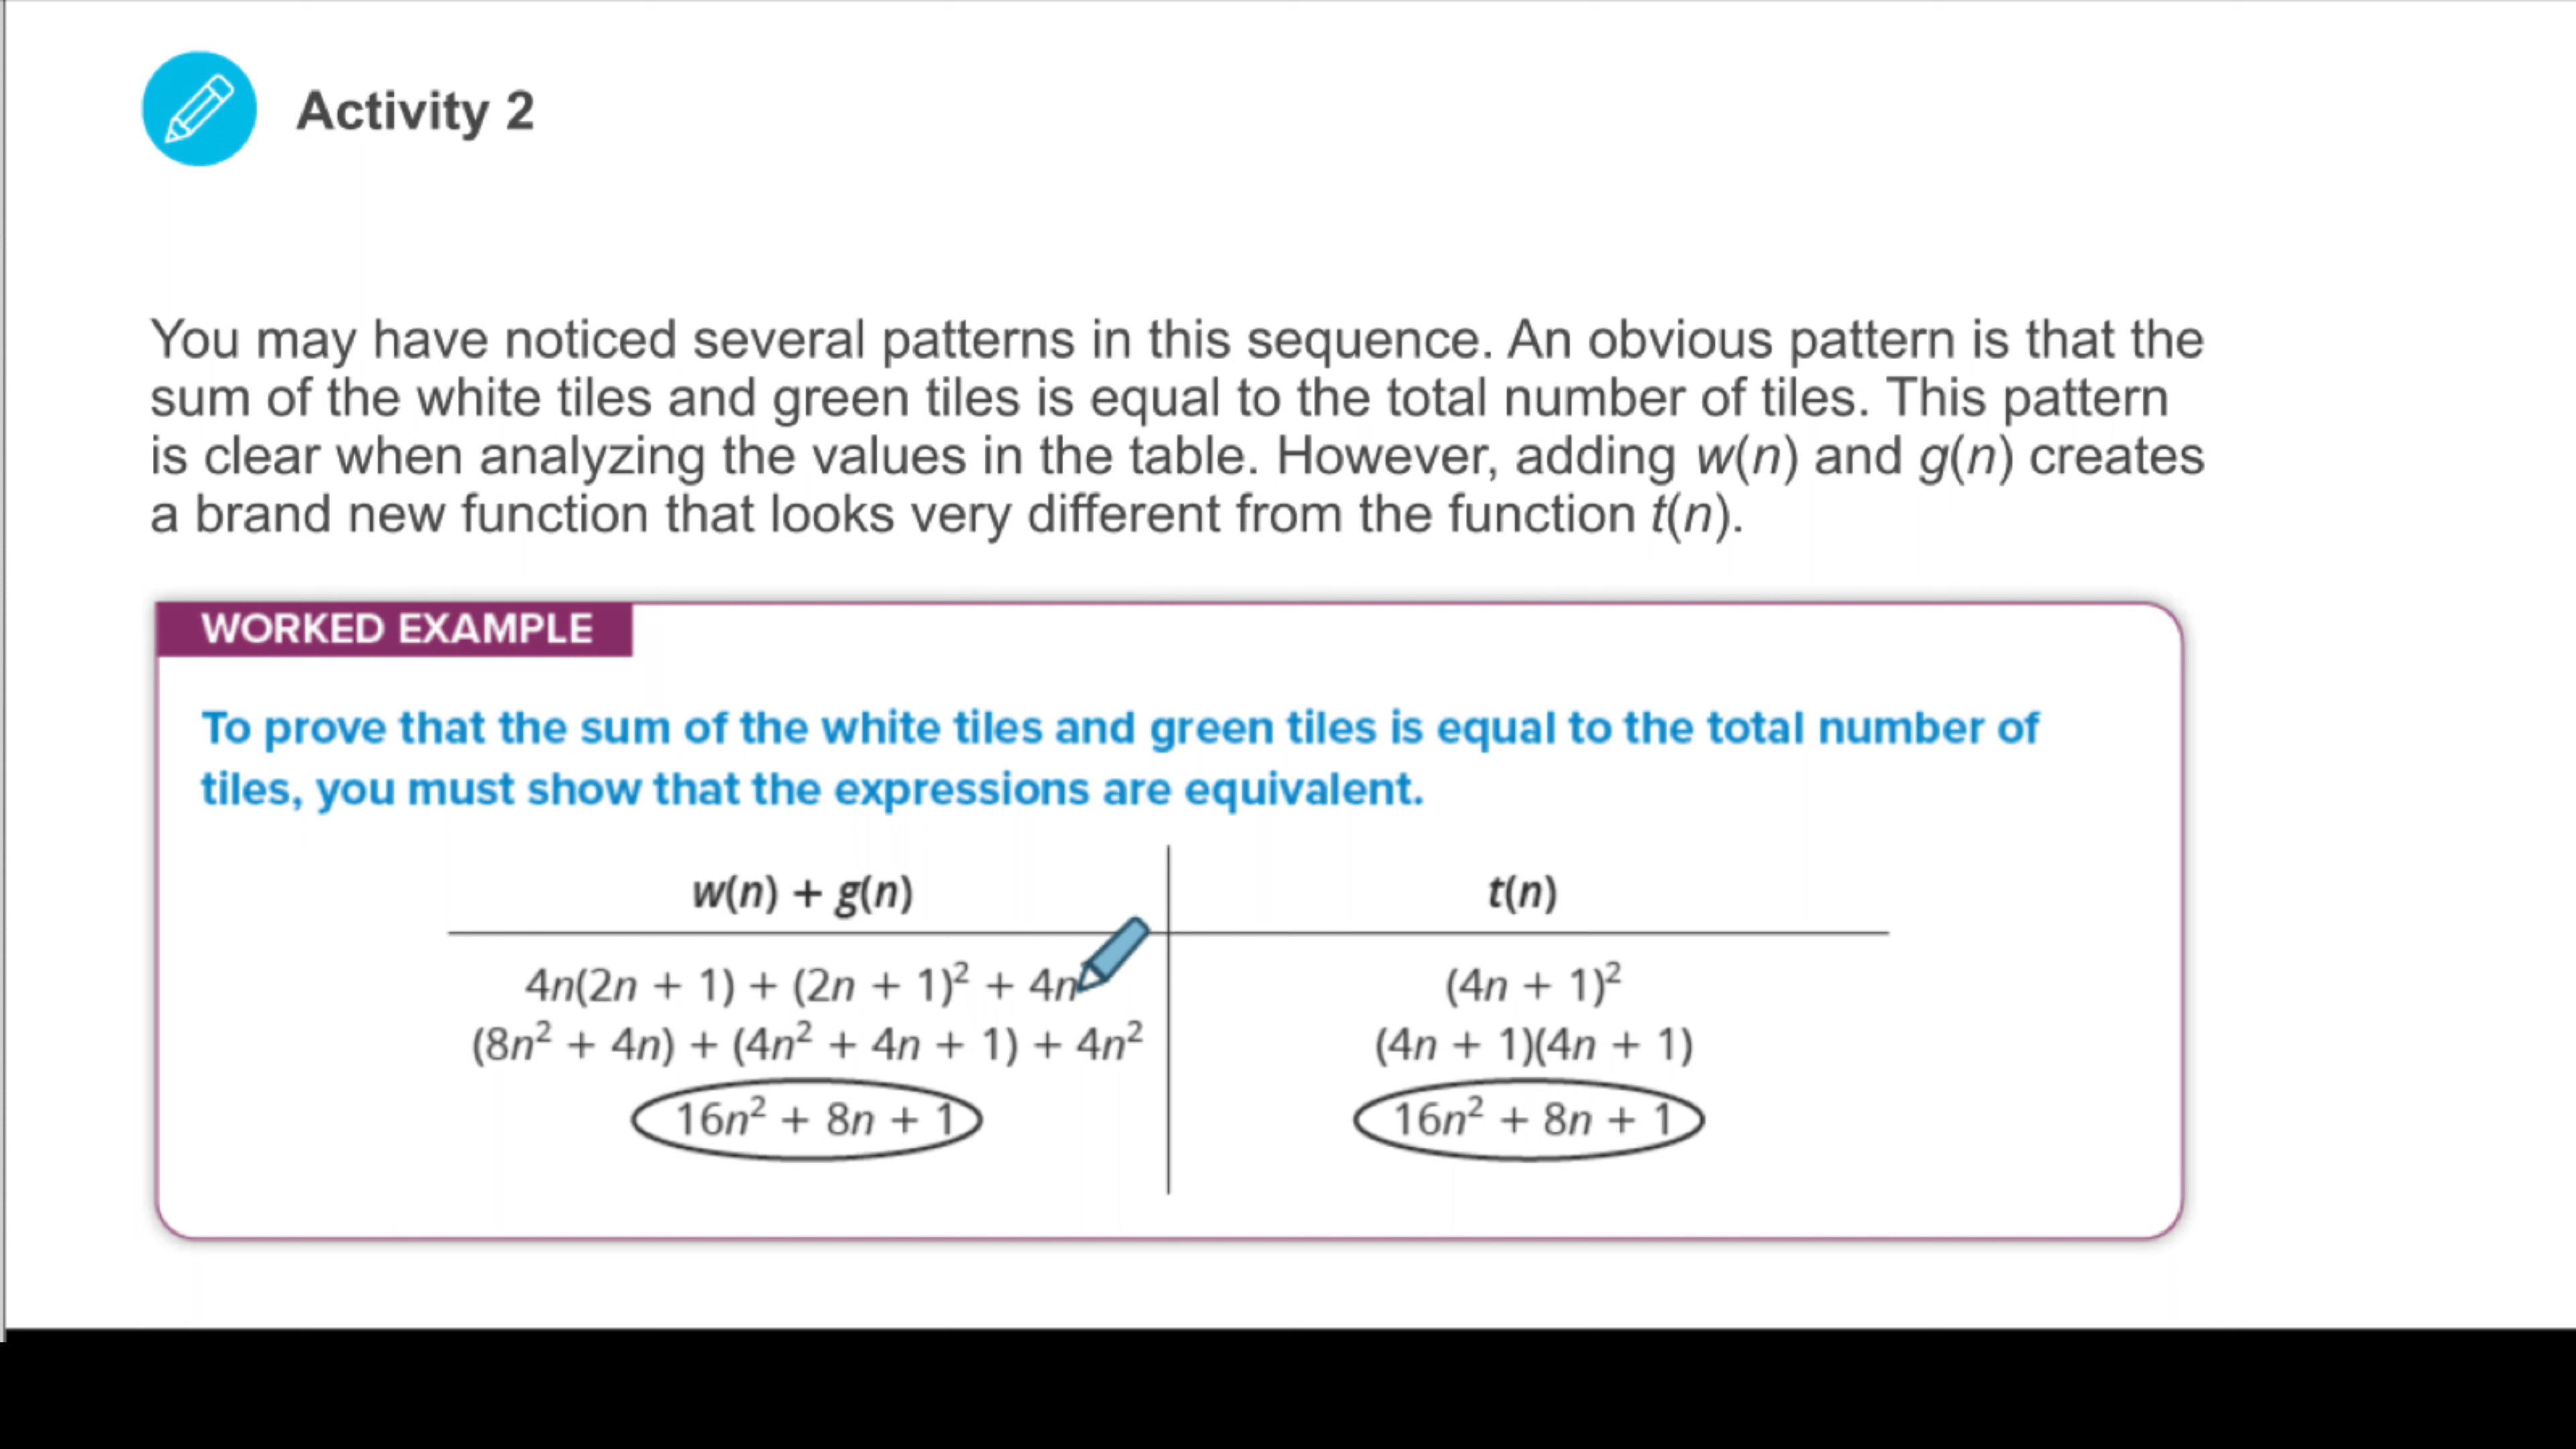 Activity 2
You may have noticed several patterns in this sequence. An obvious pattern is that the
sum of the white tiles and green tiles is equal to the total number of tiles. This pattern
is clear when analyzing the values in the table. However, adding w(n) and g(n) creates
a brand new function that looks very different from the function t(n).
WORKED EXAMPLE
To prove that the sum of the white tiles and green tiles is equal to the total number of
tiles, you must show that the expressions are equivalent.
w(n) + g(n)
4n(2n + 1) + (2n + 1)² + 4n
(8n² + 4n) + (4n² + 4n + 1) + 4n²
16n² + 8n + 1
t(n)
(4n + 1)²
(4n + 1)(4n + 1)
16n² + 8n + 1